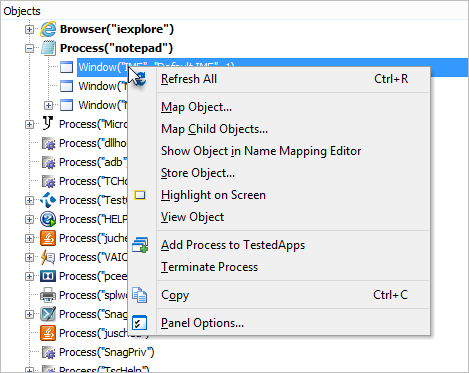 Objects
Browser("iexplore")
Process("notepad")
Window("IME", "Default IME", 1)
Refresh All Ctrl+R
Window("
Map Object...
Window("
Map Child Objects...
Process("Micro
Process("dllho
Show Object in Name Mapping Editor
Process("adb"
Store Object...
Process("TCHo
Highlight on Screen
Process("Test
View Object
Process("HELP
Process("juche
Add Process to TestedApps
Process("VAIC
Terminate Process
Process("pcee
Process("splwo
Copy Ctrl+C
Process("Snag
Panel Options...
Process("jusched
Process("SnagPriv")
Process("TscHelp")